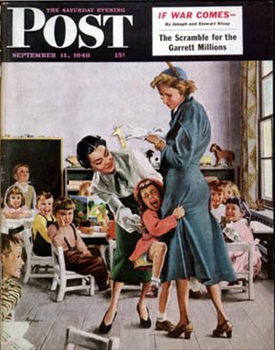 THE SATURDAY EVENING
POST
SEPTEMBER 11, 1948 15¢
IF WAR COMES—
By Joseph and Stewart Alsop
The Scramble for the
Garrett Millions